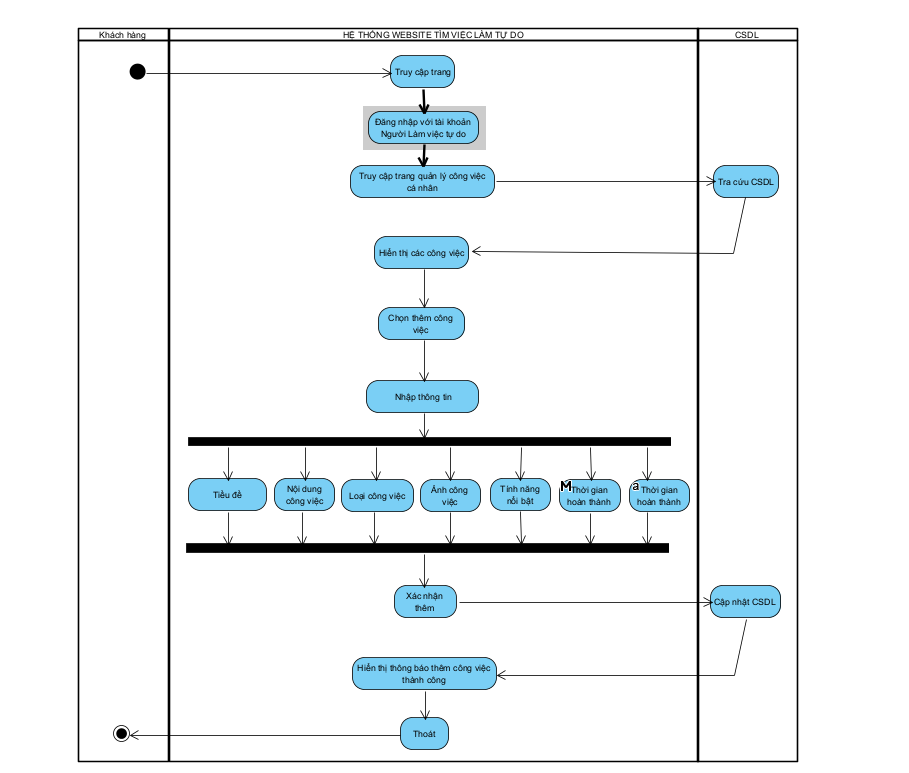 Khách hàng
HỆ THỐNG WEBSITE TÌM VIỆC LÀM TỰ DO
CSDL
Truy cập trang
Đăng nhập với tài khoản
Người Làm việc tự do
Truy cập trang quản lý công việc
cá nhân
Tra cứu CSDL
Hiển thị các công việc
Chọn thêm công
việc
Nhập thông tin
Tiêu đề
Nội dung
công việc
Loại công việc
Ảnh công
việc
Tính năng
nổi bật
M
Thời gian
hoàn thành
a
Thời gian
hoàn thành
Xác nhận
thêm
Cập nhật CSDL
Hiển thị thông báo thêm công việc
thành công
Thoát